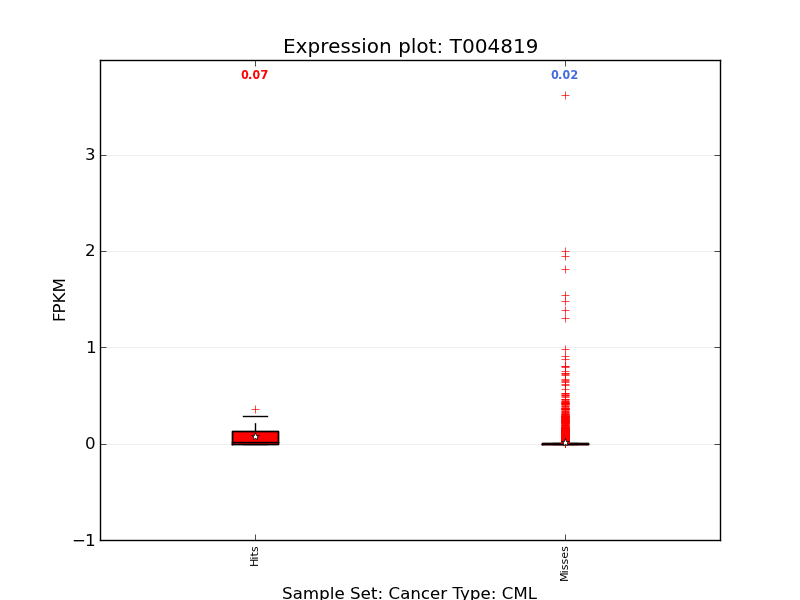 Expression plot: T004819
0.07
0.02
3
2
1
0
−1
FPKM
Hits
Misses
Sample Set: Cancer Type: CML